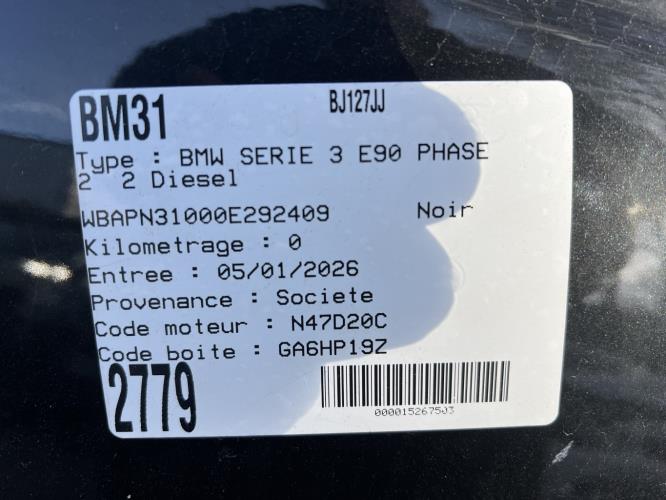 BM31 BJ127JJ
Type : BMW SERIE 3 E90 PHASE
2 2 Diesel
WBAPN31000E292409 Noir
Kilometrage : 0
Entree : 05/01/2026
Provenance : Societe
Code moteur : N47D20C
Code boite : GA6HP19Z
2779
000015267503